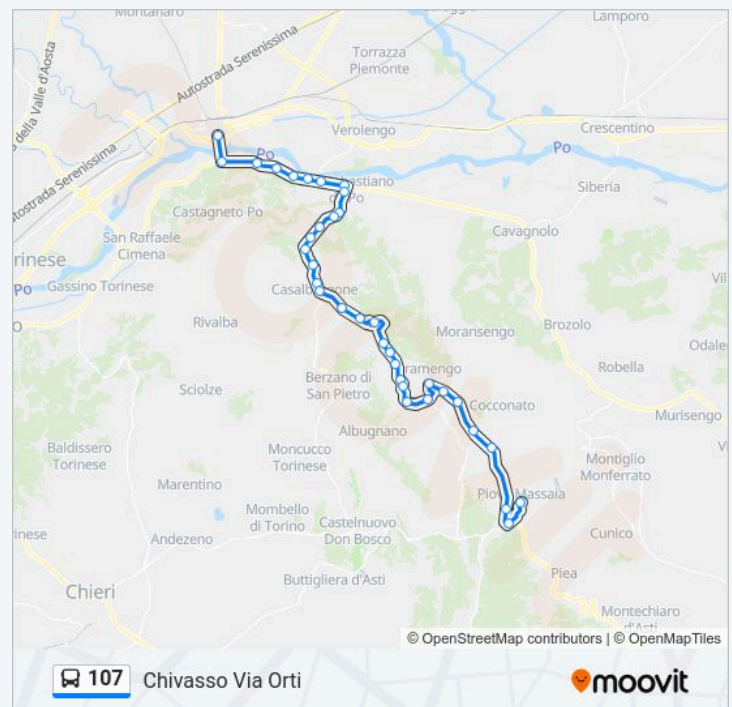 Montanaro
Lamporo
della Valle d'Aosta
Autostrada Serenissima
Torrazza
Piemonte
Verolengo
Crescentino
Po
Po
Siberia
Autostrada Serenissima
Castagneto Po
Cavagnolo
San Raffaele
Cimena
Po
Gassino Torinese
Rivalba
Moransengo
Brozolo
Robella
Berzano di
San Pietro
Cocconato
Sciolze
Murisengo
Albugnano
Baldissero
Torinese
Moncucco
Torinese
Montiglio
Monferrato
Marentino
Mombello
di Torino
Castelnuovo
Don Bosco
Cunico
Andezeno
Buttigliera d'Asti
Piea
Chieri
Montechiaro
d'Asti
© OpenStreetMap contributors | © OpenMapTiles
107 Chivasso Via Orti
moovit